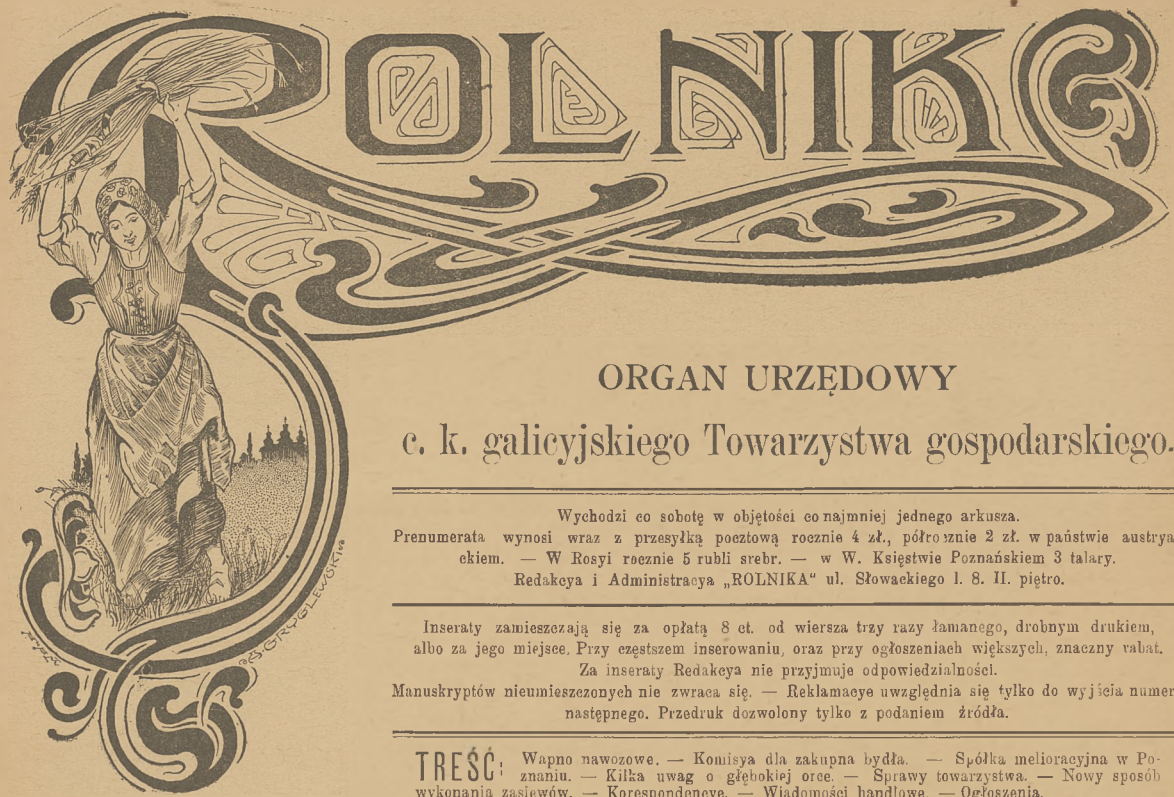 ROLNIK
ORGAN URZĘDOWY
c. k. galicyjskiego Towarzystwa gospodarskiego.
Wychodzi co sobotę w objętości co najmniej jednego arkusza.
Prenumerata wynosi wraz z przesyłką pocztową rocznie 4 zł., półrocznie 2 zł. w państwie austrya
ckiem. — W Rosyi rocznie 5 rubli srebr. — w W. Księstwie Poznańskiem 3 talary.
Redakcya i Administracya „ROLNIKA“ ul. Słowackiego l. 8. II. piętro.
Inseraty zamieszczają się za opłatą 8 ct. od wiersza trzy razy łamanego, drobnym drukiem,
albo za jego miejsce. Przy częstszem inserowaniu, oraz przy ogłoszeniach większych, znaczny rabat.
Za inseraty Redakcya nie przyjmuje odpowiedzialności.
Manuskryptów nieumieszczonych nie zwraca się. — Reklamacye uwzględnia się tylko do wyjścia numer
następnego. Przedruk dozwolony tylko z podaniem źródła.
TREŚĆ: Wapno nawozowe. — Komisya dla zakupna bydła. — Spółka melioracyjna w Po-
znaniu. — Kilka uwag o głębokiej orce. — Sprawy towarzystwa. — Nowy sposób
wykonania zasiewów. — Korespondencye. — Wiadomości handlowe. — Ogłoszenia.
S. GRYGLEWSKI